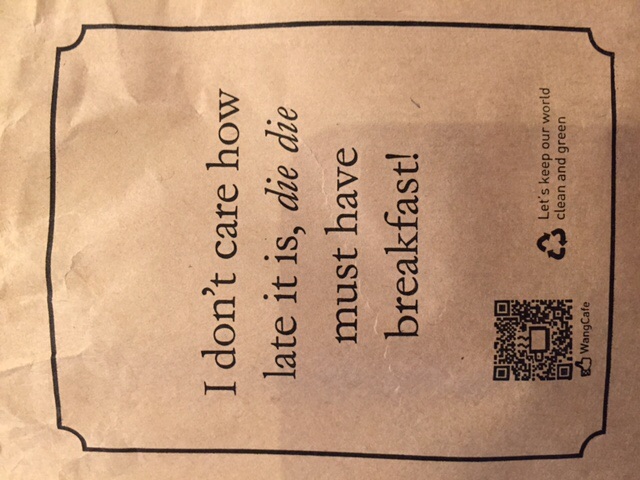 I don't care how
late it is, die die
must have
breakfast!
Let's keep our world
clean and green
WangCafe